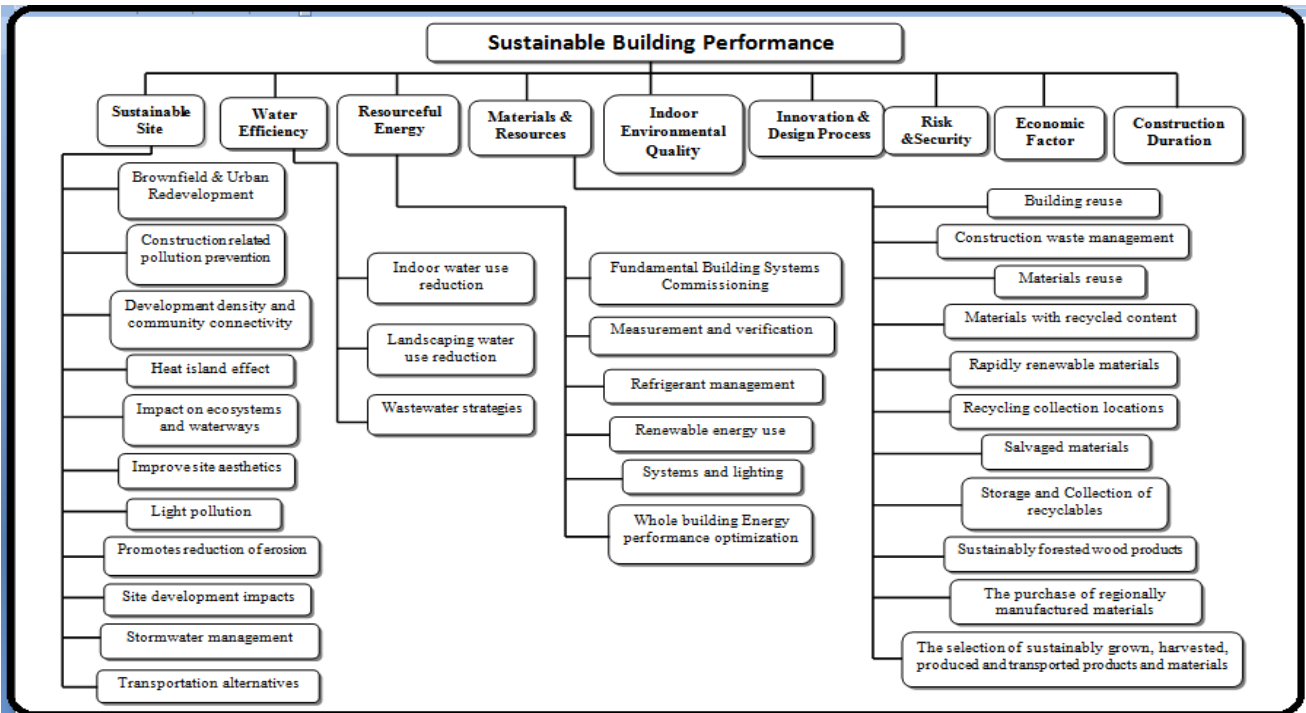 Sustainable Building Performance
Sustainable
Site
Water
Efficiency
Resourceful
Energy
Materials &
Resources
Indoor
Environmental
Quality
Innovation &
Design Process
Risk
&Security
Economic
Factor
Construction
Duration
Brownfield & Urban
Redevelopment
Construction related
pollution prevention
Development density and
community connectivity
Heat island effect
Impact on ecosystems
and waterways
Improve site aesthetics
Light pollution
Promotes reduction of erosion
Site development impacts
Stormwater management
Transportation alternatives
Indoor water use
reduction
Landscaping water
use reduction
Wastewater strategies
Fundamental Building Systems
Commissioning
Measurement and verification
Refrigerant management
Renewable energy use
Systems and lighting
Whole building Energy
performance optimization
Building reuse
Construction waste management
Materials reuse
Materials with recycled content
Rapidly renewable materials
Recycling collection locations
Salvaged materials
Storage and Collection of
recyclables
Sustainably forested wood products
The purchase of regionally
manufactured materials
The selection of sustainably grown, harvested,
produced and transported products and materials